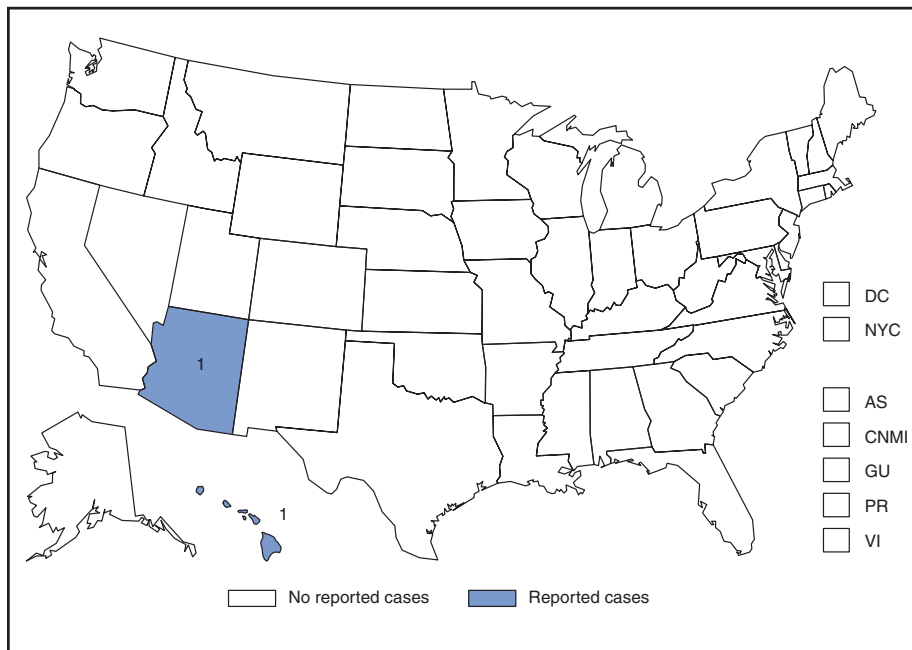 DC
NYC
1
AS
CNMI
GU
PR
1
VI
No reported cases
Reported cases